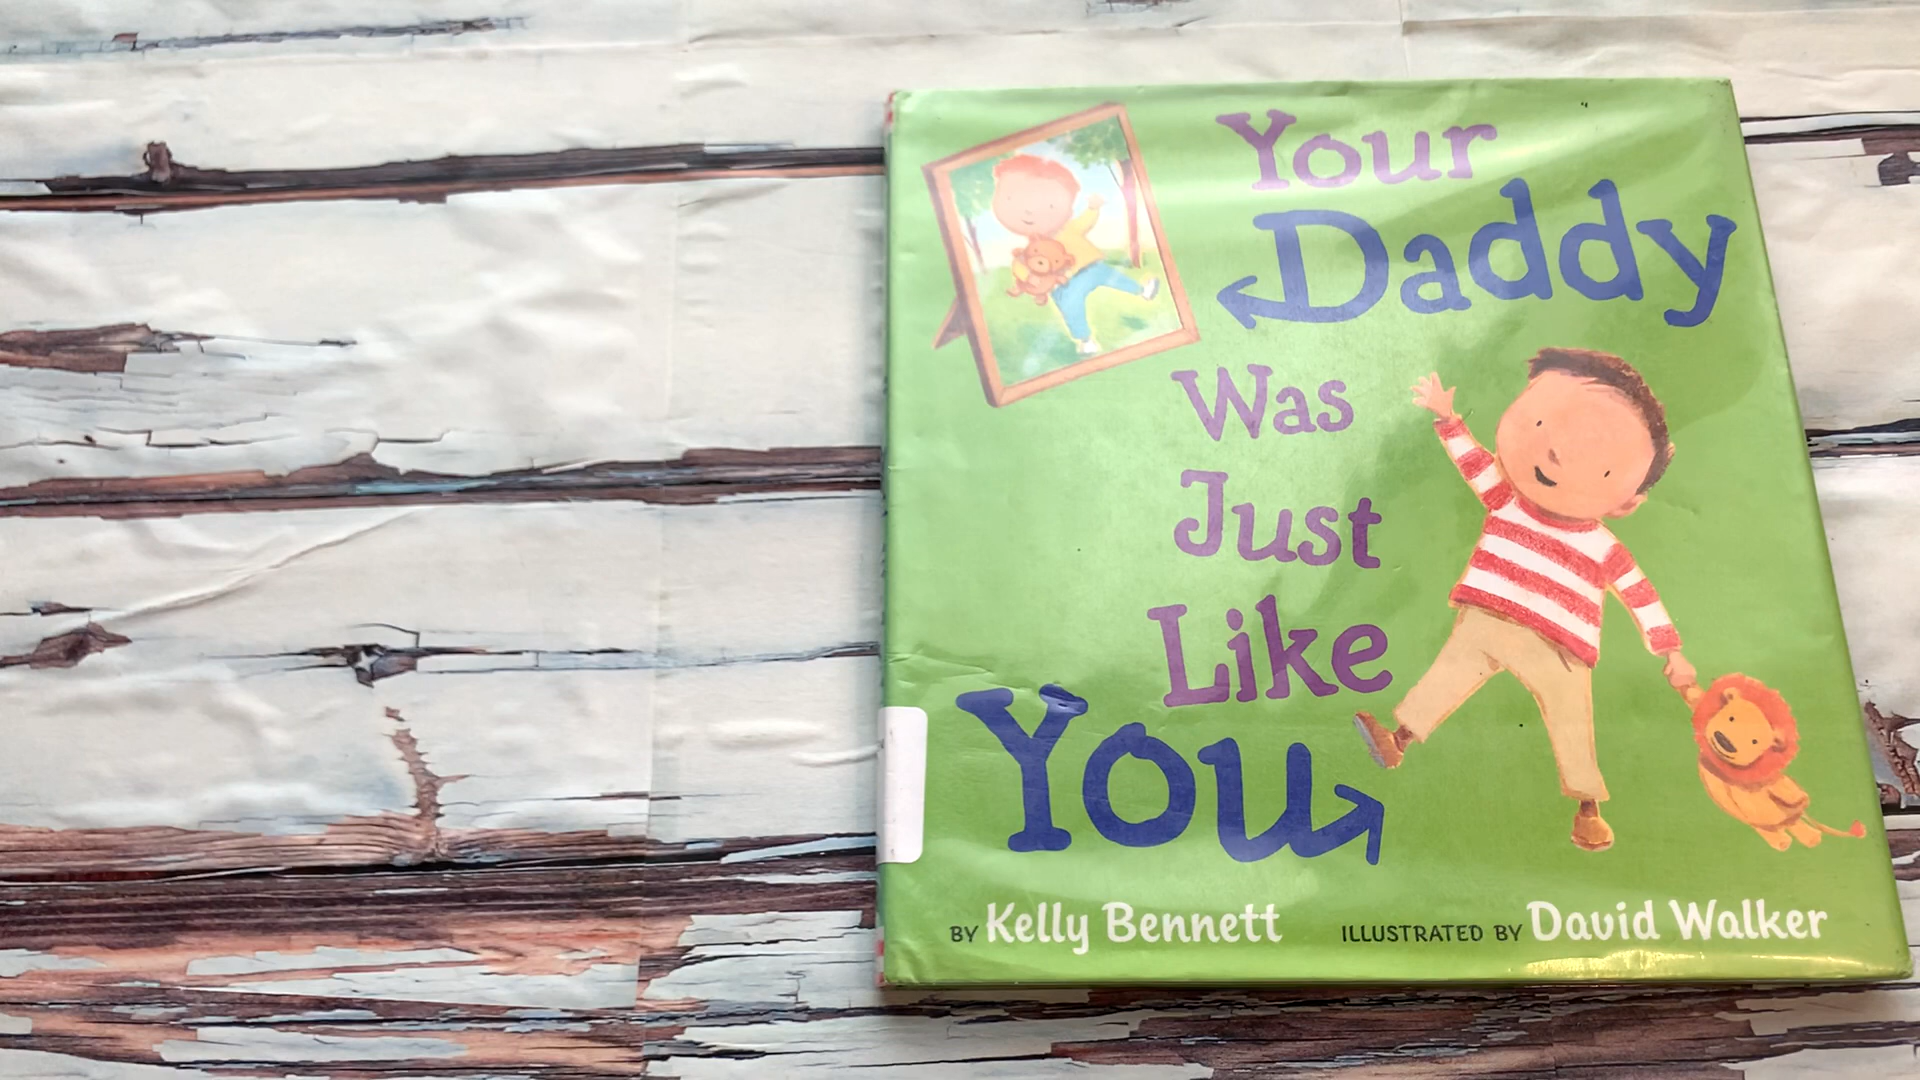 Your
Daddy
Was
Just
Like
You
BY Kelly Bennett ILLUSTRATED BY David Walker